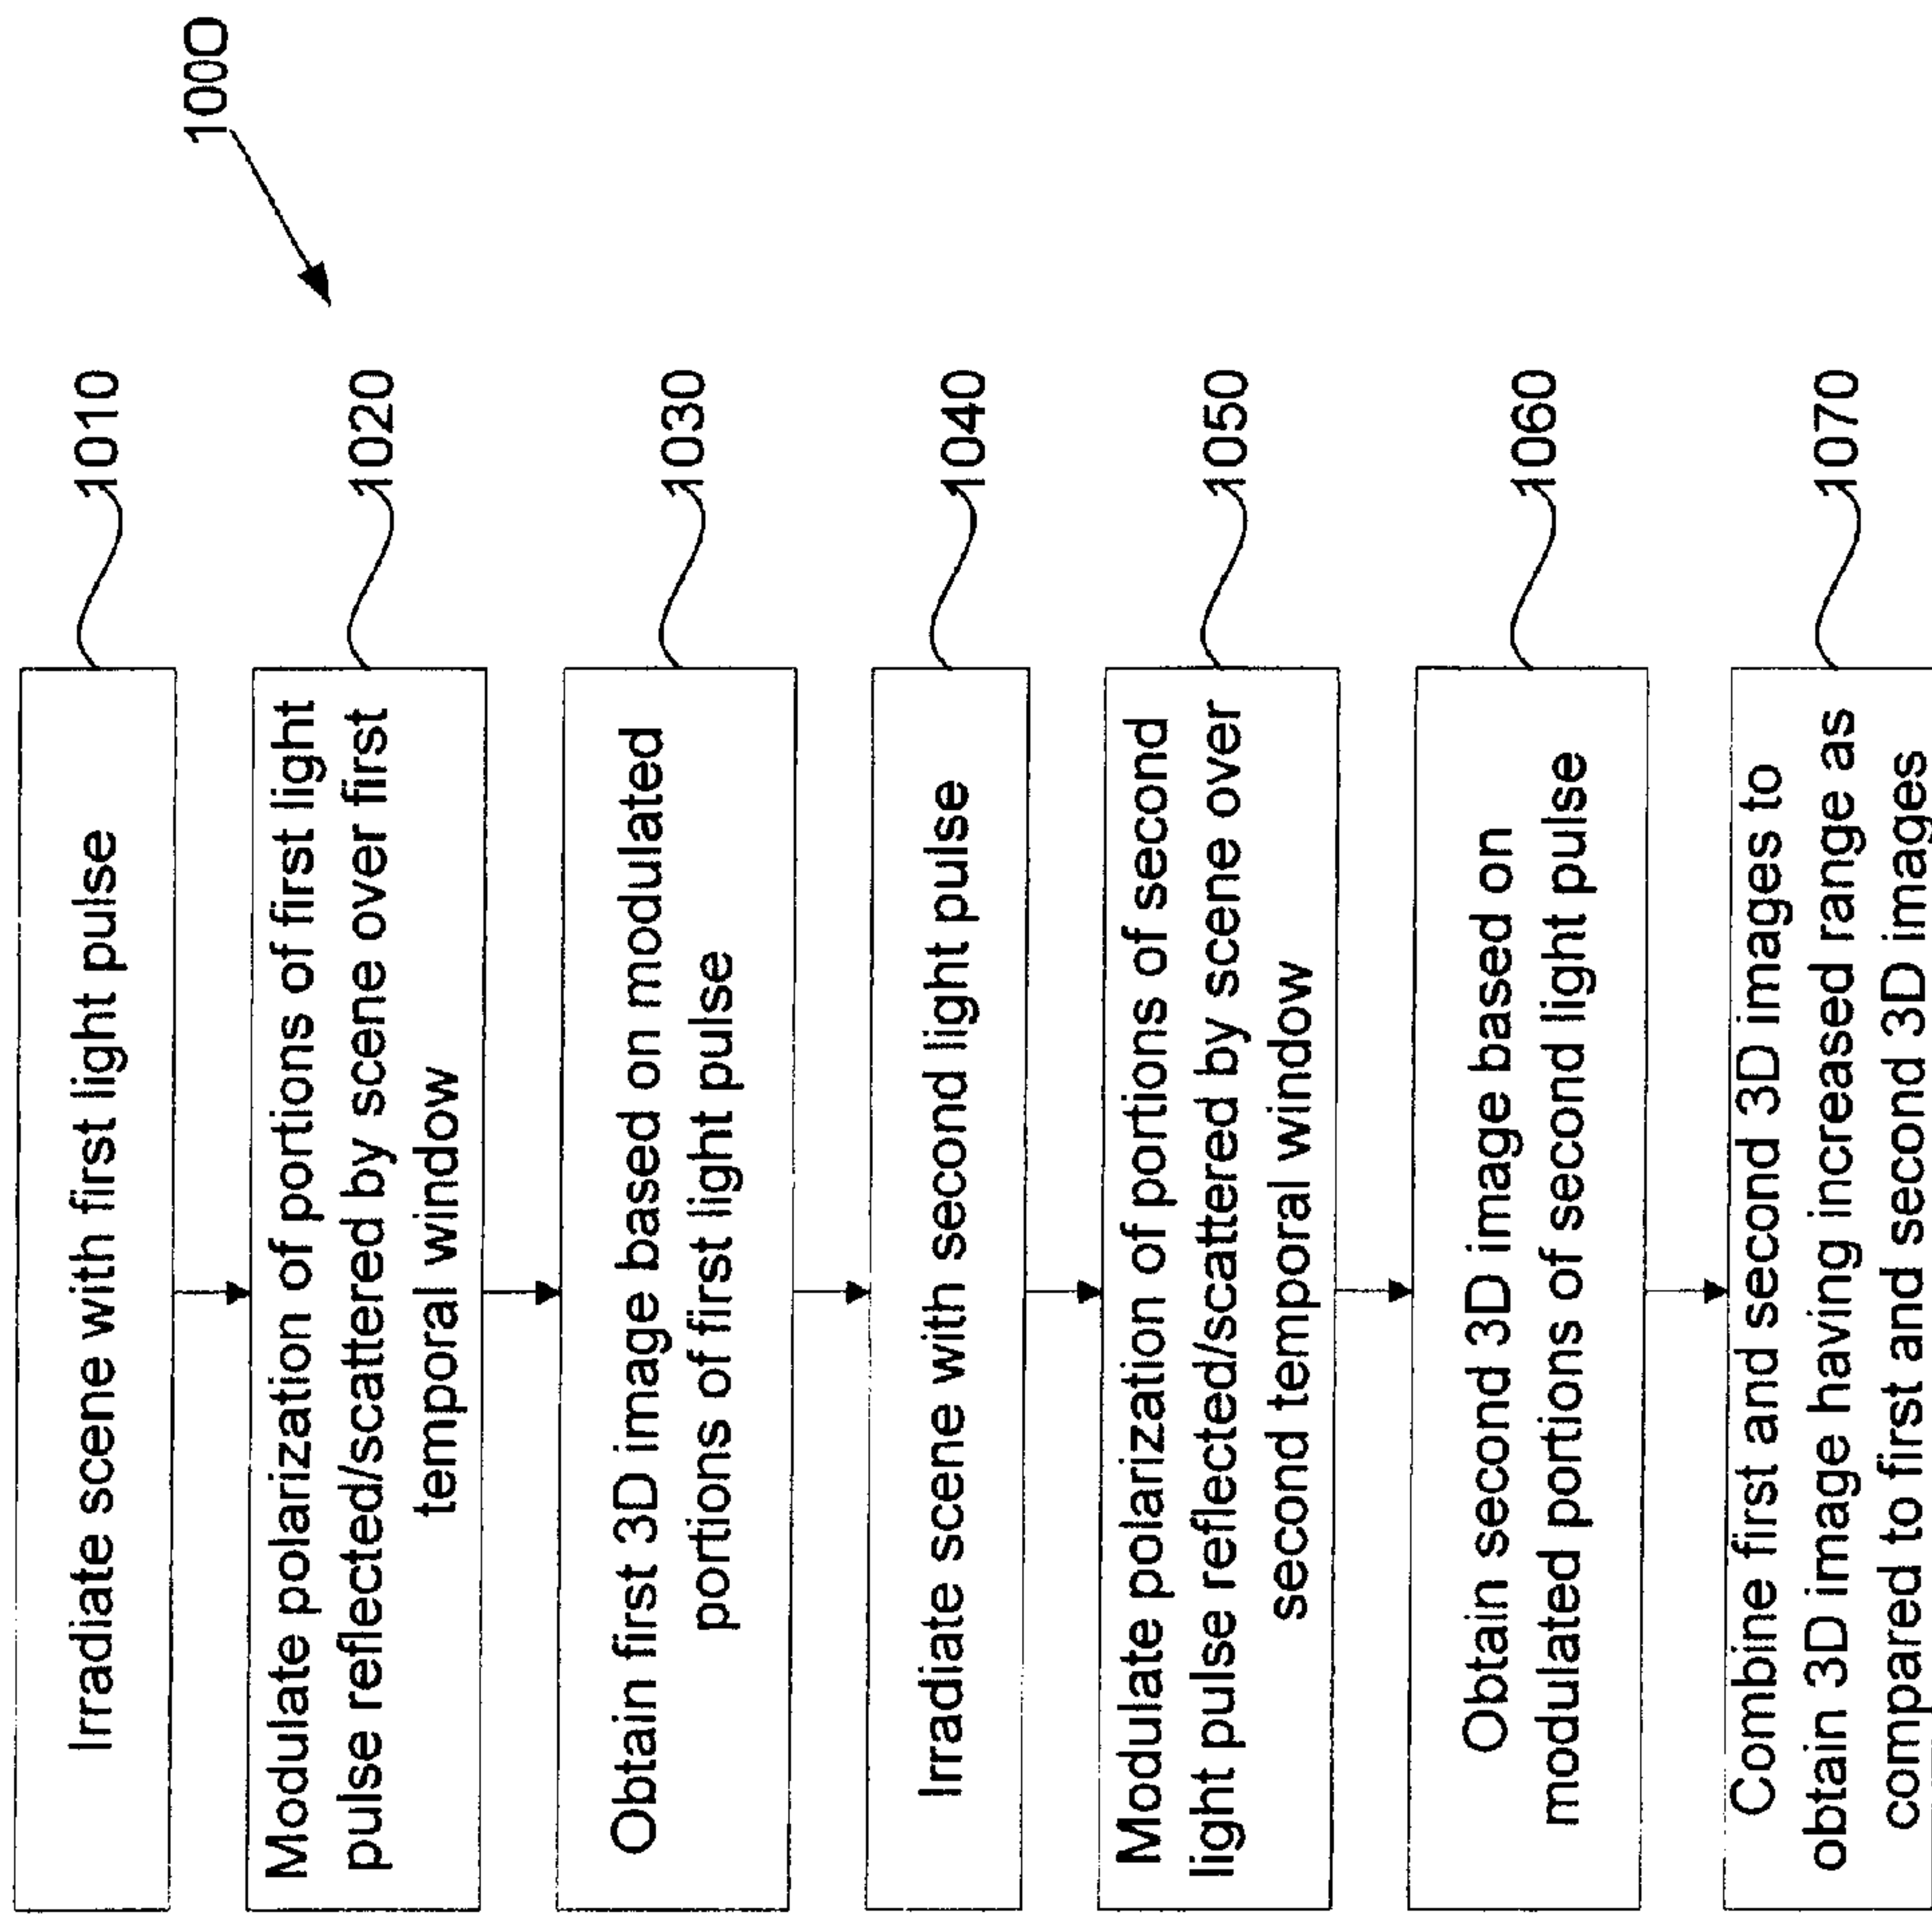 1000
Irradiate scene with first light pulse
1010
Modulate polarization of portions of first light
pulse reflected/scattered by scene over first
temporal window
1020
Obtain first 3D image based on modulated
portions of first light pulse
1030
Irradiate scene with second light pulse
1040
Modulate polarization of portions of second
light pulse reflected/scattered by scene over
second temporal window
1050
Obtain second 3D image based on
modulated portions of second light pulse
1060
Combine first and second 3D images to
obtain 3D image having increased range as
compared to first and second 3D images
1070